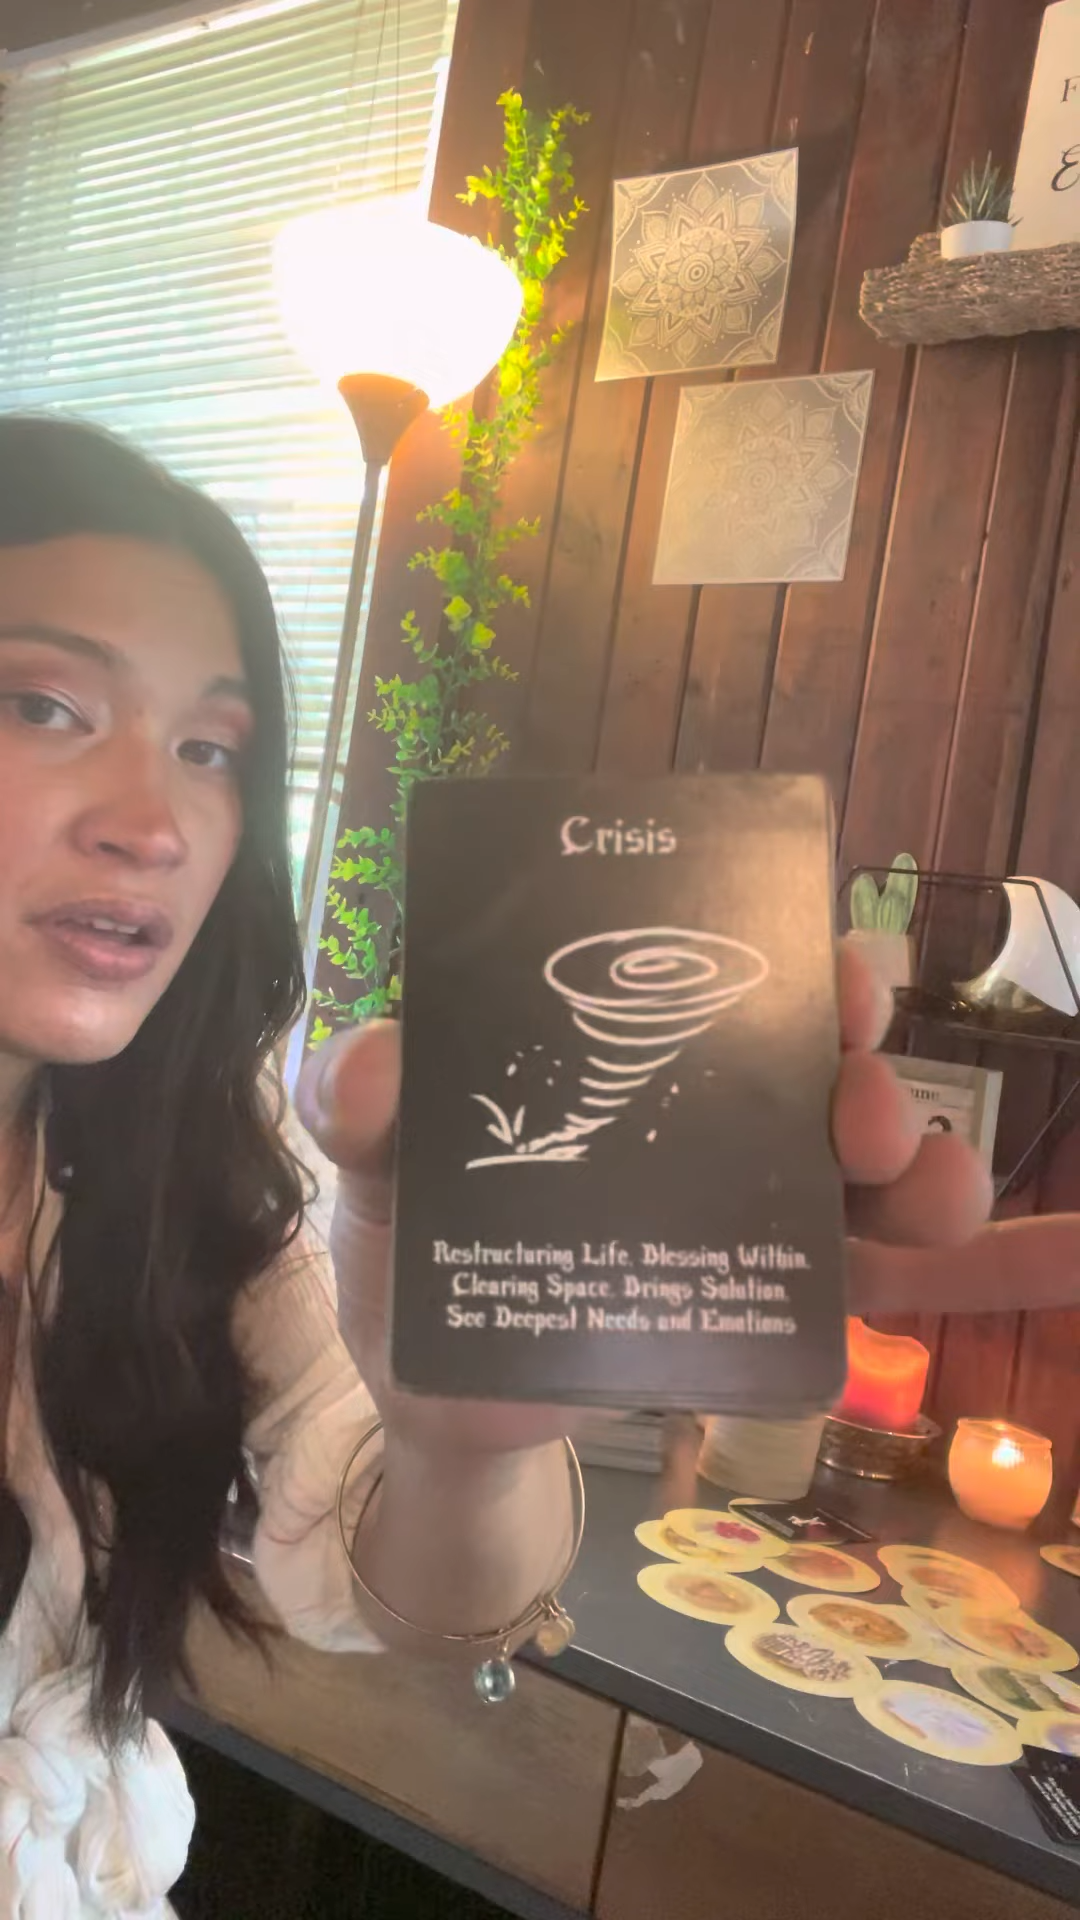 Crisis
Restructuring Life, Blessing Within,
Clearing Space, Brings Solution,
See Deepest Needs and Emotions